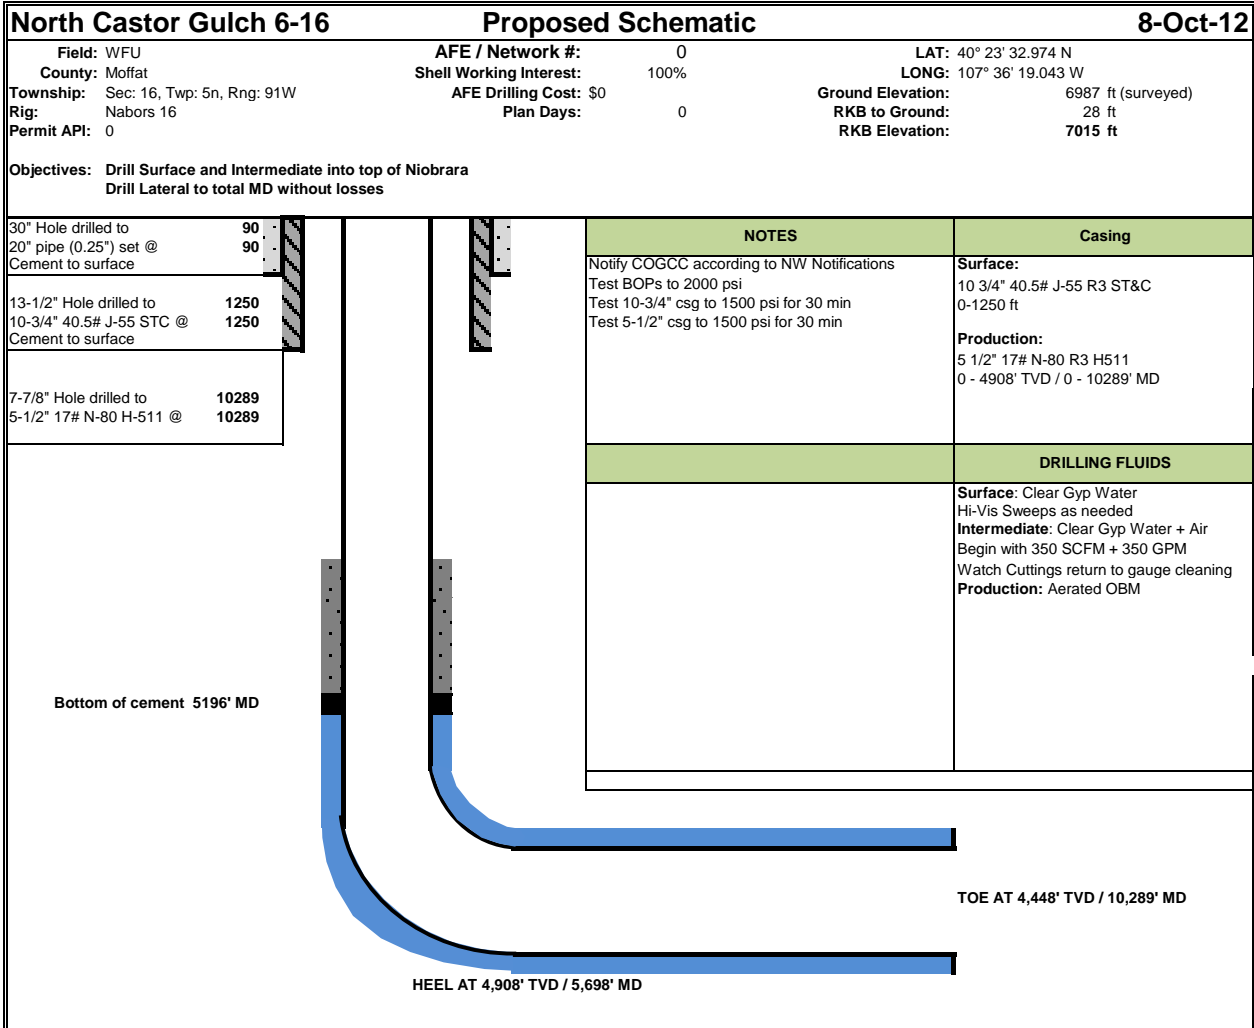 North Castor Gulch 6-16 Proposed Schematic 8-Oct-12
Field: WFU AFE / Network #: 0 LAT: 40° 23' 32.974 N
County: Moffat Shell Working Interest: 100% LONG: 107° 36' 19.043 W
Township: Sec: 16, Twp: 5n, Rng: 91W AFE Drilling Cost: $0 Ground Elevation: 6987 ft (surveyed)
Rig: Nabors 16 Plan Days: 0 RKB to Ground: 28 ft
Permit API: 0 RKB Elevation: 7015 ft
Objectives: Drill Surface and Intermediate into top of Niobrara
Drill Lateral to total MD without losses
30" Hole drilled to 90
20" pipe (0.25") set @ 90
Cement to surface
13-1/2" Hole drilled to 1250
10-3/4" 40.5# J-55 STC @ 1250
Cement to surface
7-7/8" Hole drilled to 10289
5-1/2" 17# N-80 H-511 @ 10289
NOTES
Notify COGCC according to NW Notifications
Test BOPs to 2000 psi
Test 10-3/4" csg to 1500 psi for 30 min
Test 5-1/2" csg to 1500 psi for 30 min
Casing
Surface:
10 3/4" 40.5# J-55 R3 ST&C
0-1250 ft
Production:
5 1/2" 17# N-80 R3 H511
0 - 4908' TVD / 0 - 10289' MD
DRILLING FLUIDS
Surface: Clear Gyp Water
Hi-Vis Sweeps as needed
Intermediate: Clear Gyp Water + Air
Begin with 350 SCFM + 350 GPM
Watch Cuttings return to gauge cleaning
Production: Aerated OBM
Bottom of cement 5196' MD
TOE AT 4,448' TVD / 10,289' MD
HEEL AT 4,908' TVD / 5,698' MD